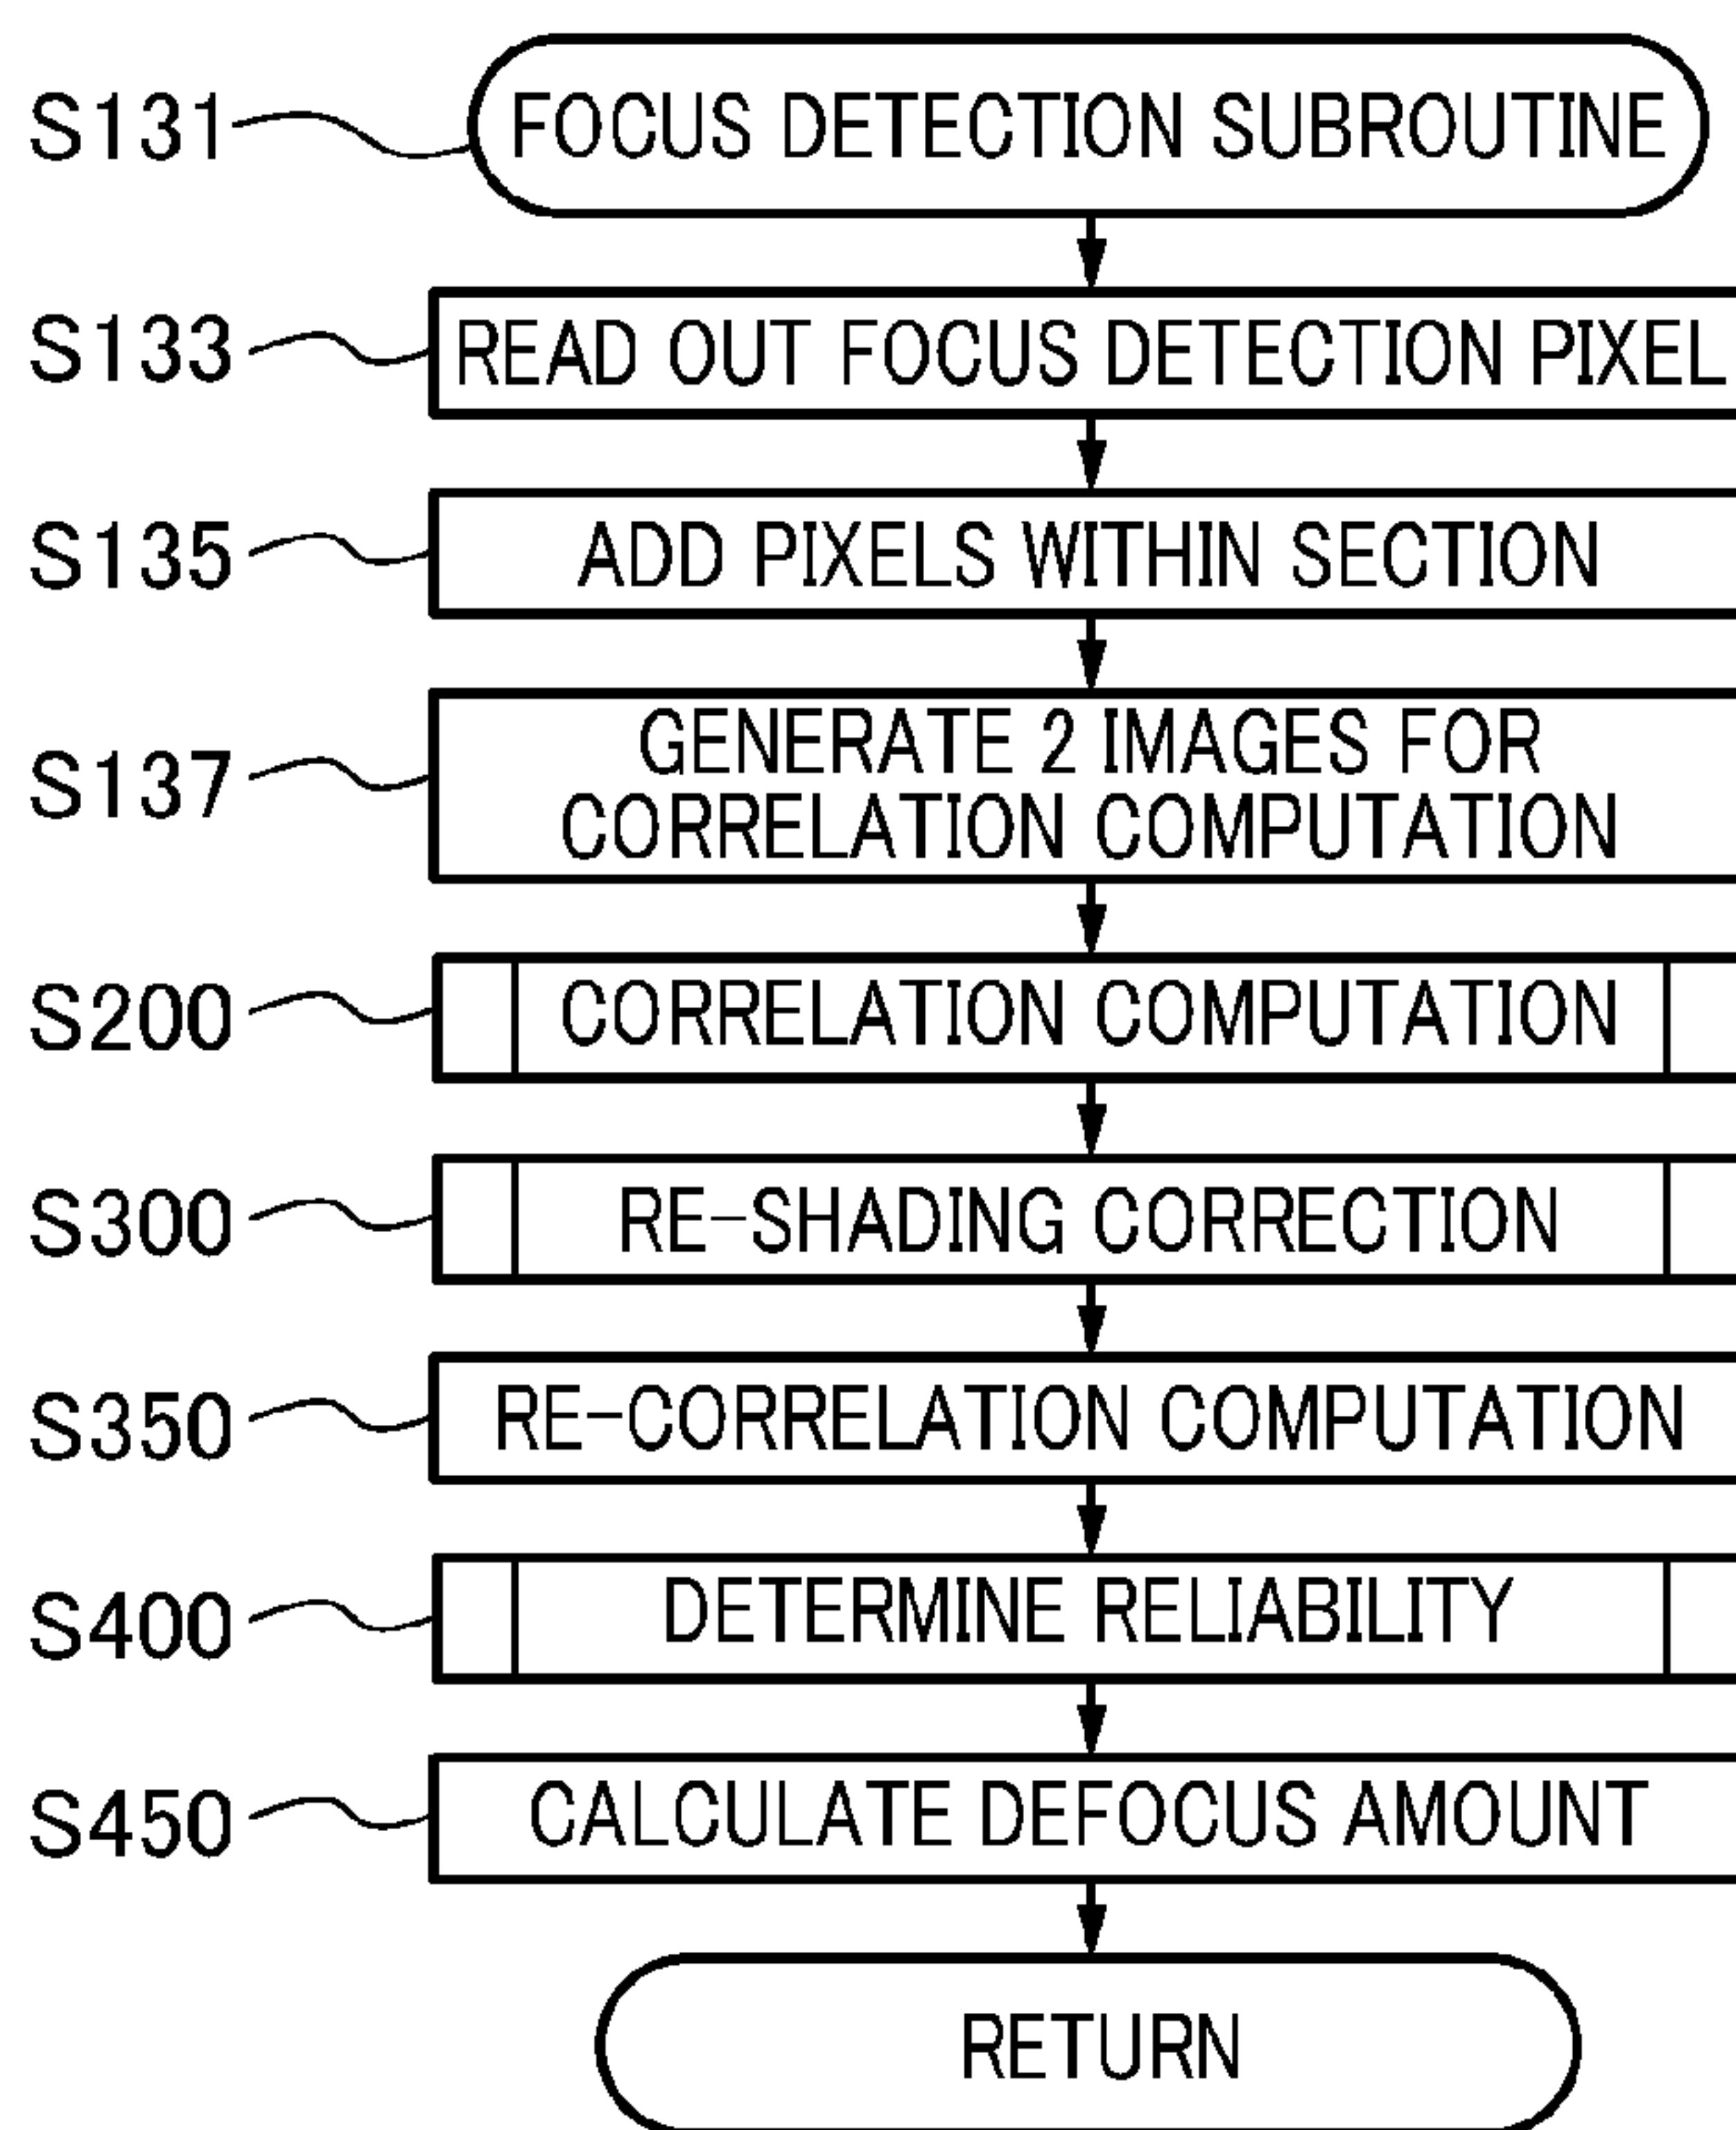 S131 FOCUS DETECTION SUBROUTINE
S133 READ OUT FOCUS DETECTION PIXEL
S135 ADD PIXELS WITHIN SECTION
S137 GENERATE 2 IMAGES FOR
CORRELATION COMPUTATION
S200 CORRELATION COMPUTATION
S300 RE-SHADING CORRECTION
S350 RE-CORRELATION COMPUTATION
S400 DETERMINE RELIABILITY
S450 CALCULATE DEFOCUS AMOUNT
RETURN